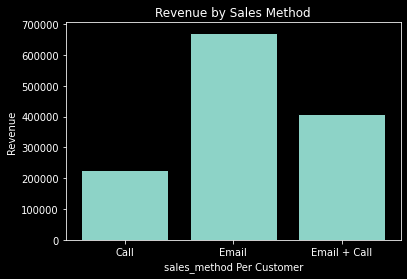 Revenue by Sales Method
700000
600000
500000
400000
300000
200000
100000
0
Revenue
Call
Email
Email + Call
sales_method Per Customer